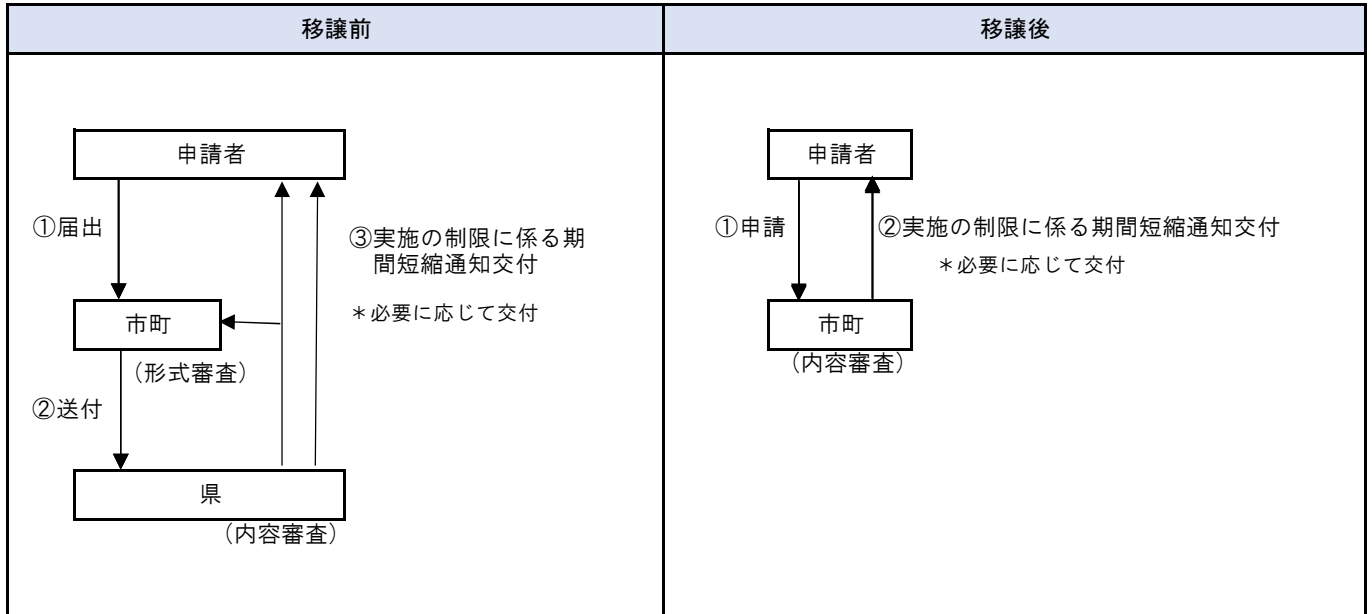 移譲前
申請者
①届出
③実施の制限に係る期
間短縮通知交付
＊必要に応じて交付
市町
（形式審査）
②送付
県
（内容審査）
移譲後
申請者
①申請
②実施の制限に係る期間短縮通知交付
＊必要に応じて交付
市町
（内容審査）